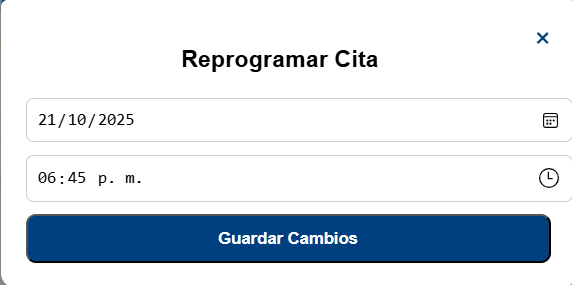 ×
Reprogramar Cita
21/10/2025
06:45 p. m.
Guardar Cambios